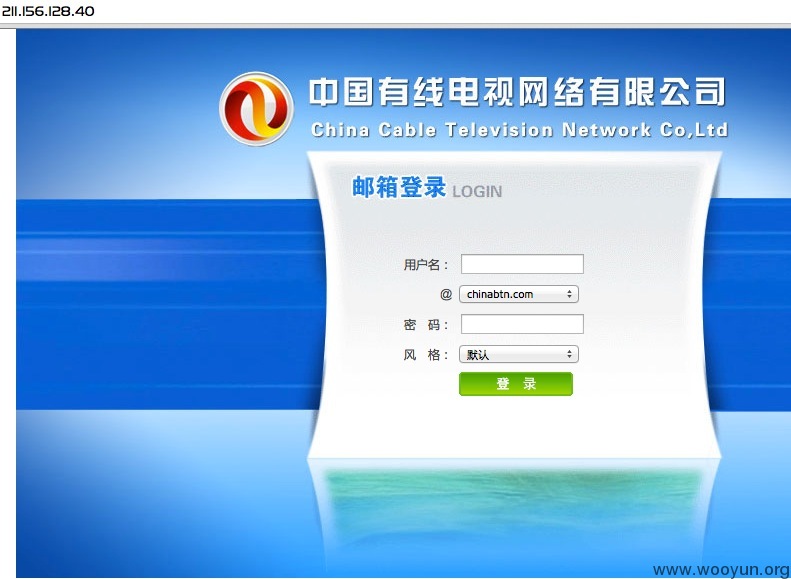 211.156.128.40
中国有线电视网络有限公司
China Cable Television Network Co,Ltd
邮箱登录 LOGIN
用户名：
@ chinabtn.com
密 码：
风 格： 默认
登 录
www.wooyun.org